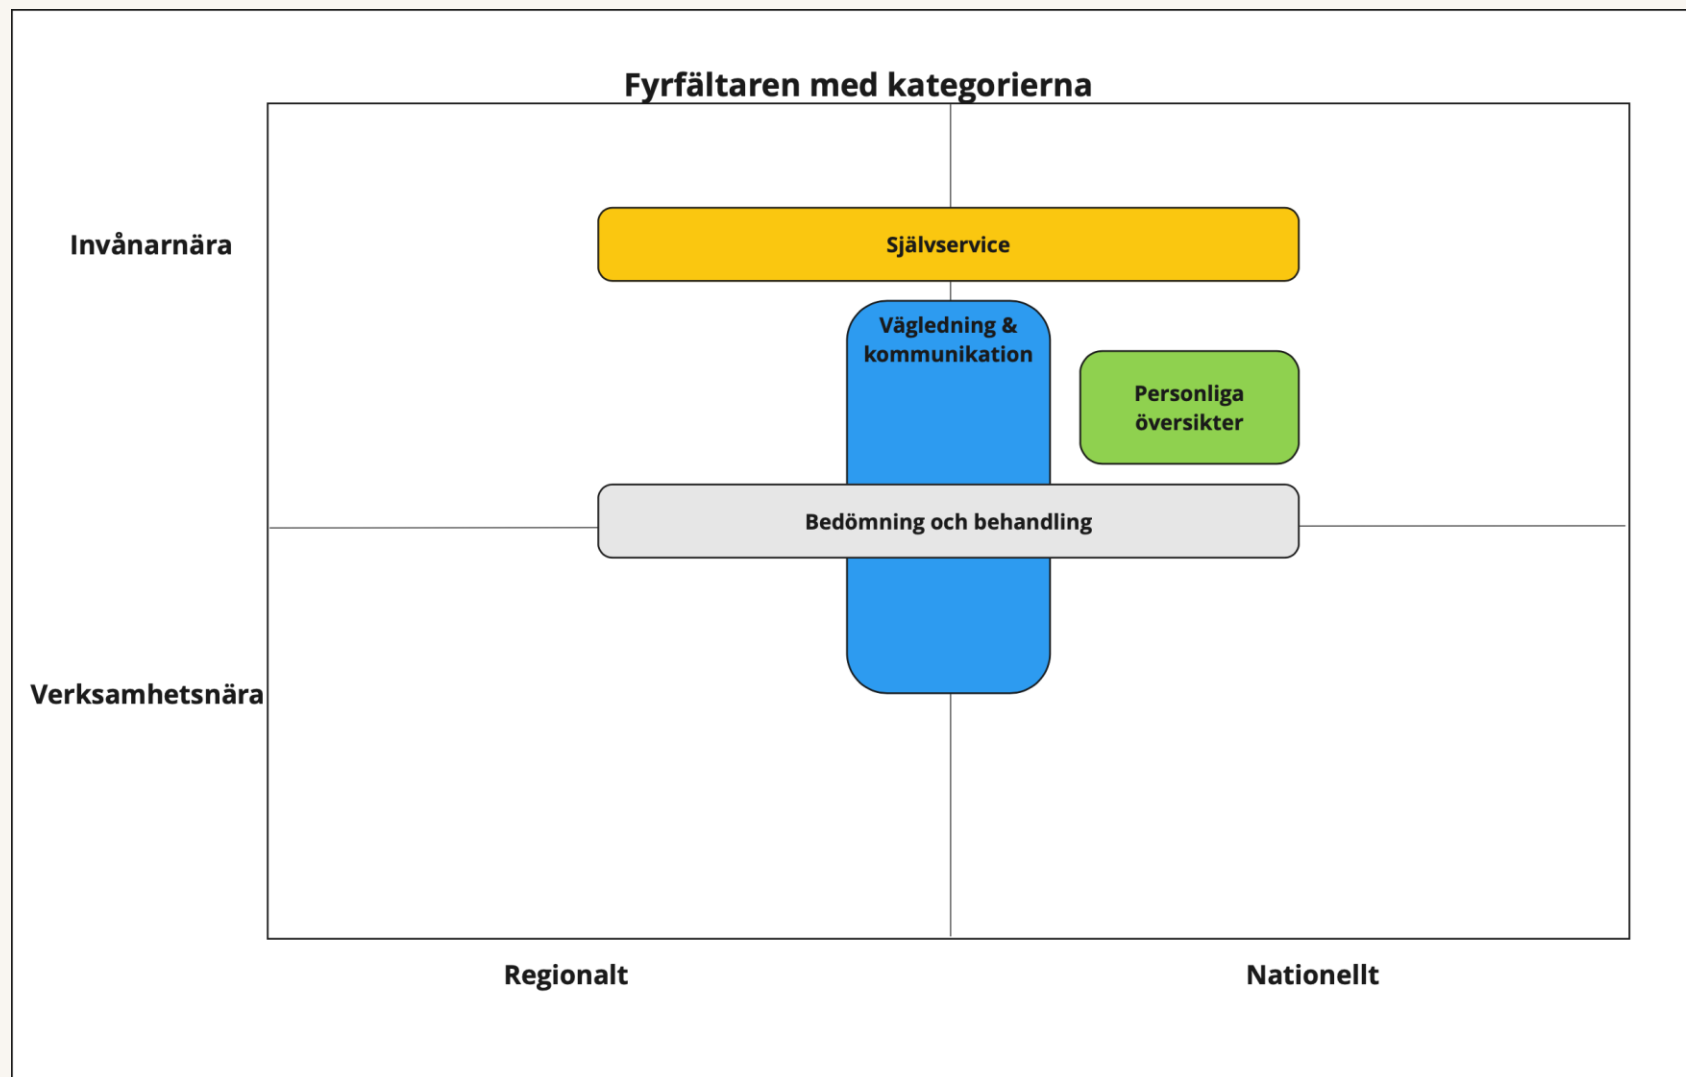 Fyrfältaren med kategorierna
Invånarnära
Självservice
Vägledning &
kommunikation
Personliga
översikter
Bedömning och behandling
Verksamhetsnära
Regionalt
Nationellt